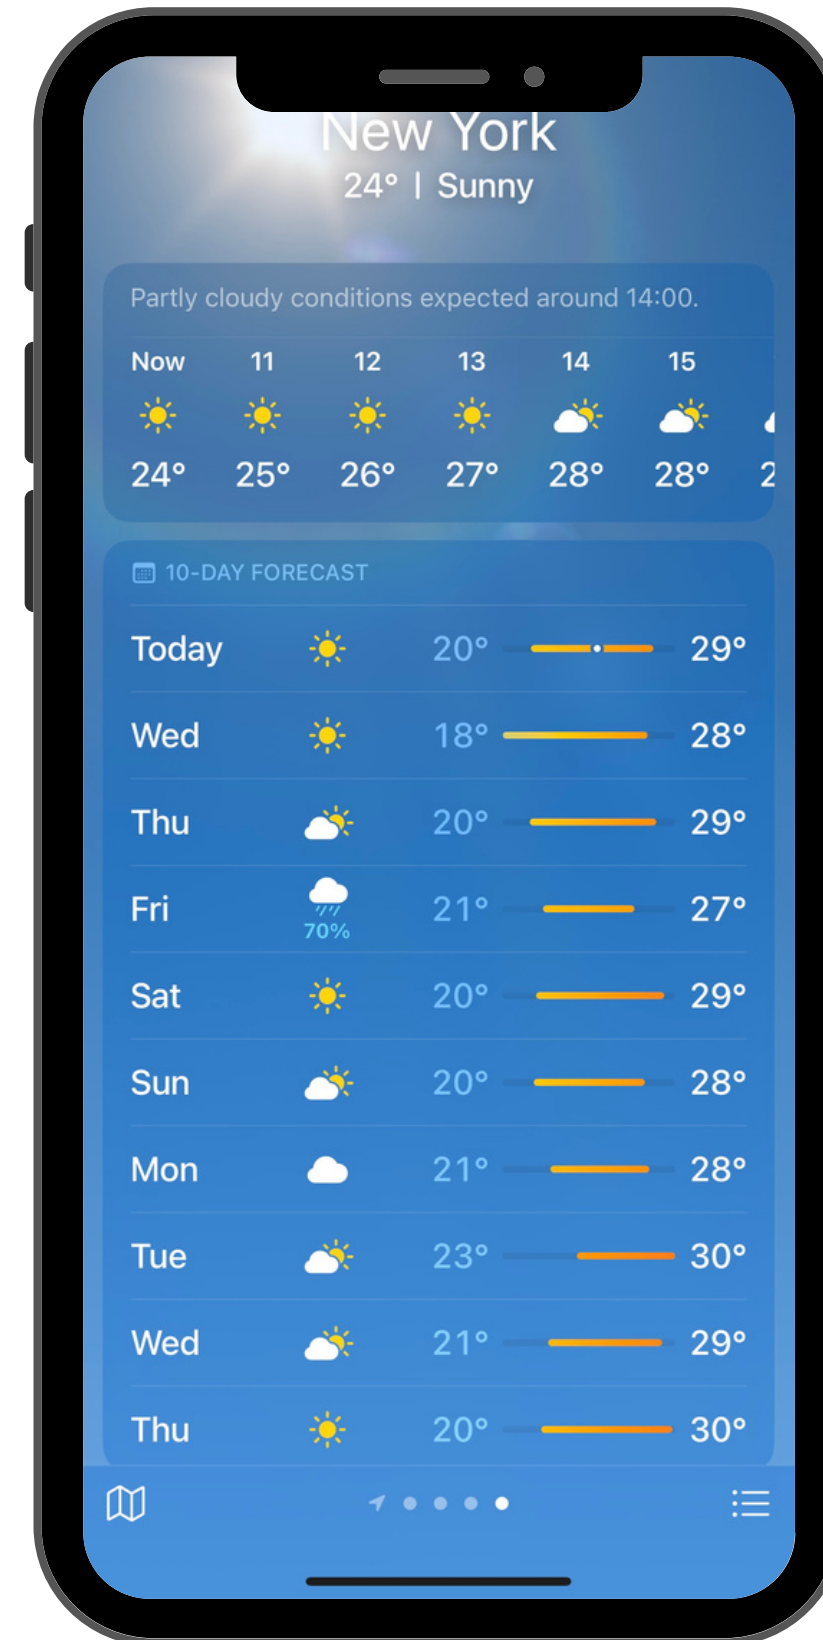 New York
24° | Sunny
Partly cloudy conditions expected around 14:00.
Now 11 12 13 14 15
24° 25° 26° 27° 28° 28° 2
10-DAY FORECAST
Today 20° 29°
Wed 18° 28°
Thu 20° 29°
Fri 70% 21° 27°
Sat 20° 29°
Sun 20° 28°
Mon 21° 28°
Tue 23° 30°
Wed 21° 29°
Thu 20° 30°